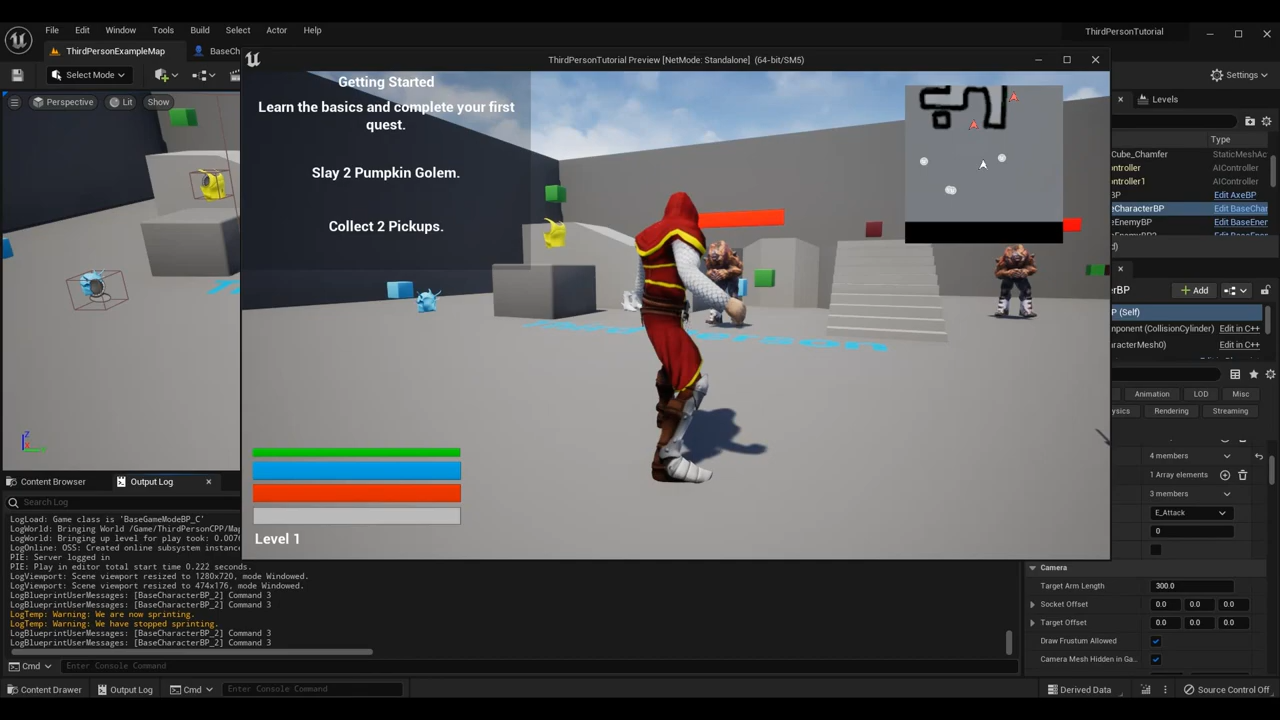 File Edit Window Tools Build Select Actor Help
ThirdPersonTutorial
ThirdPersonExampleMap
BaseCh
ThirdPersonTutorial Preview [NetMode: Standalone] (64-bit/SM5)
Select Mode
Settings
Perspective Lit Show
Levels
Getting Started
Learn the basics and complete your first
quest.
Slay 2 Pumpkin Golem.
Collect 2 Pickups.
Level 1
Type
Cube_Chamfer StaticMeshAc
ontroller AIController
ontroller1 AIController
BP Edit AxeBP
eCharacterBP Edit BaseChar
Edit BaseEnem
Add
P (Self)
mponent (CollisionCylinder) Edit in C++
Edit in C++
Animation LOD Misc
ysics Rendering Streaming
4 members
1 Array elements
3 members
E_Attack
0
Camera
Target Arm Length 300.0
Socket Offset 0.0 0.0 0.0
Target Offset 0.0 0.0 0.0
Draw Frustum Allowed
Camera Mesh Hidden in Ga...
Content Browser Output Log
Search Log
LogLoad: Game class is 'BaseGameModeBP_C'
LogWorld: Bringing World /Game/ThirdPersonCPP/Map
LogWorld: Bringing up level for play took: 0.0076
LogOnline: OSS: Created online subsystem instance
PIE: Server logged in
PIE: Play in editor total start time 0.222 seconds.
LogViewport: Scene viewport resized to 1280x720, mode Windowed.
LogViewport: Scene viewport resized to 474x176, mode Windowed.
LogBlueprintUserMessages: [BaseCharacterBP_2] Command 3
LogBlueprintUserMessages: [BaseCharacterBP_2] Command 3
LogTemp: Warning: We are now sprinting.
LogTemp: Warning: We have stopped sprinting.
LogBlueprintUserMessages: [BaseCharacterBP_2] Command 3
LogBlueprintUserMessages: [BaseCharacterBP_2] Command 3
Cmd Enter Console Command
Content Drawer Output Log Cmd Enter Console Command
Derived Data Source Control Off